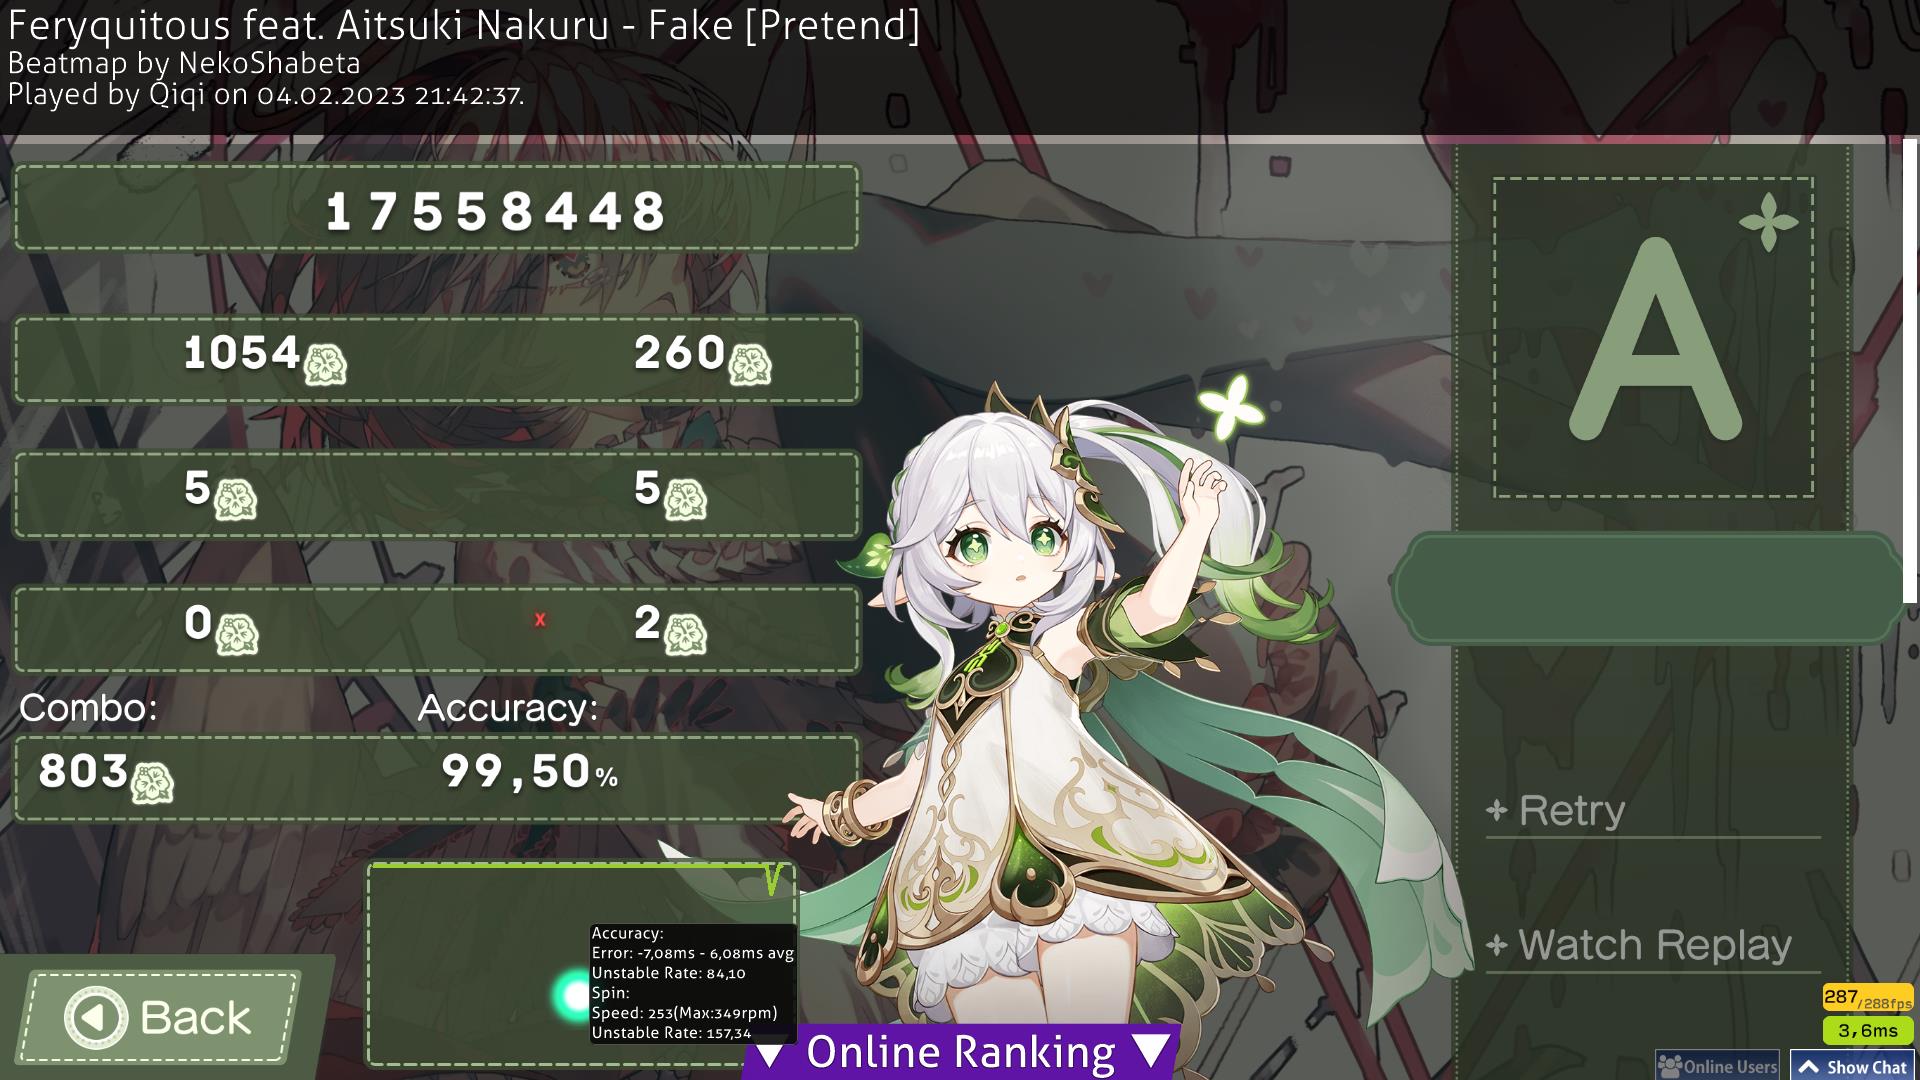 Feryquitous feat. Aitsuki Nakuru - Fake [Pretend]
Beatmap by NekoShabeta
Played by Qiqi on 04.02.2023 21:42:37.
17558448
A
1054 260
5 5
0 x 2
Combo: Accuracy:
803 99,50%
Retry
Watch Replay
Accuracy:
Error: -7,08ms - 6,08ms avg
Unstable Rate: 84,10
Spin:
Speed: 253(Max:349rpm)
Unstable Rate: 157,34
Back
▼ Online Ranking ▼
287/288fps
3,6ms
Online Users
Show Chat